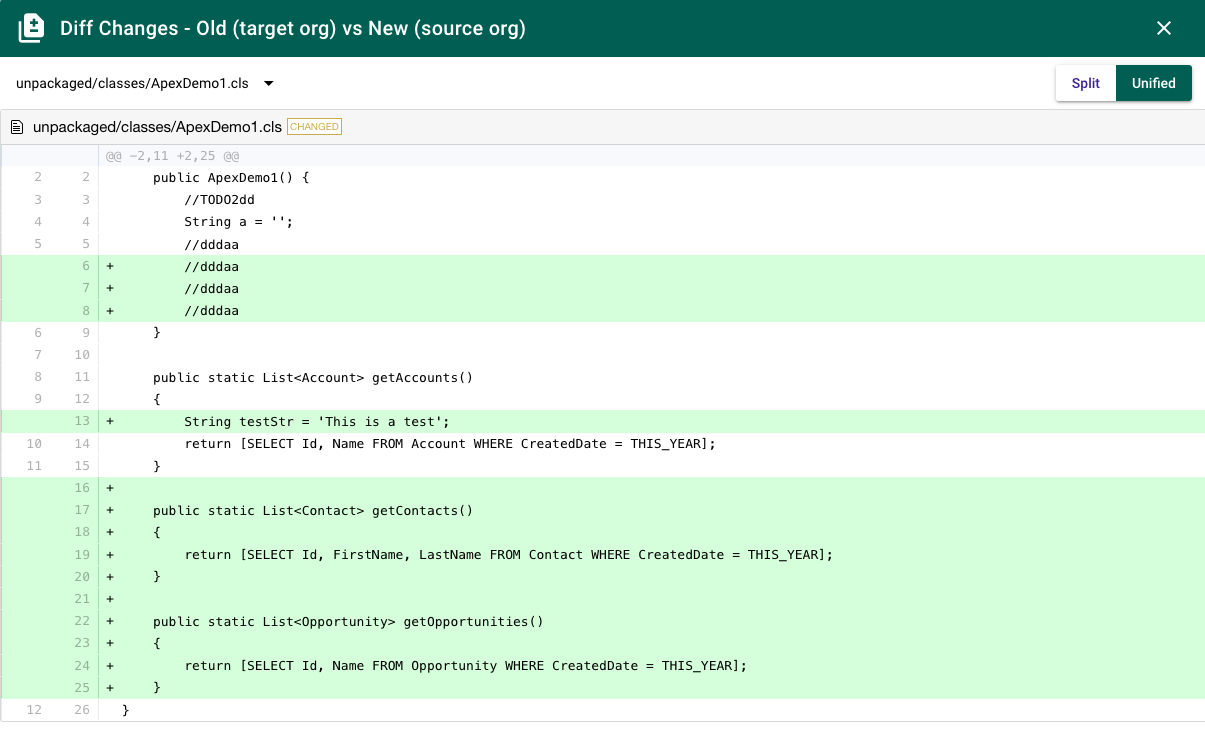 Diff Changes - Old (target org) vs New (source org)
unpackaged/classes/ApexDemo1.cls
Split Unified
unpackaged/classes/ApexDemo1.cls CHANGED
@@ -2,11 +2,25 @@
2 2 public ApexDemo1() {
3 3 //TODO2dd
4 4 String a = '';
5 5 //dddaa
6 + //dddaa
7 + //dddaa
8 + //dddaa
6 9 }
7 10
8 11 public static List<Account> getAccounts()
9 12 {
13 + String testStr = 'This is a test';
10 14 return [SELECT Id, Name FROM Account WHERE CreatedDate = THIS_YEAR];
11 15 }
16 +
17 + public static List<Contact> getContacts()
18 + {
19 + return [SELECT Id, FirstName, LastName FROM Contact WHERE CreatedDate = THIS_YEAR];
20 + }
21 +
22 + public static List<Opportunity> getOpportunities()
23 + {
24 + return [SELECT Id, Name FROM Opportunity WHERE CreatedDate = THIS_YEAR];
25 + }
12 26 }